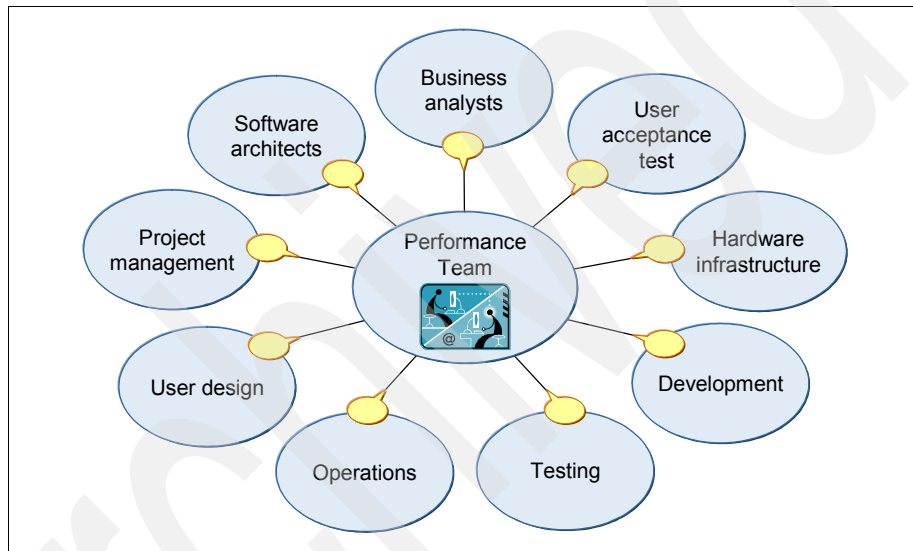 Business
analysts
User
acceptance
test
Software
architects
Performance
Team
@
Project
management
Hardware
infrastructure
User design
Development
Operations
Testing